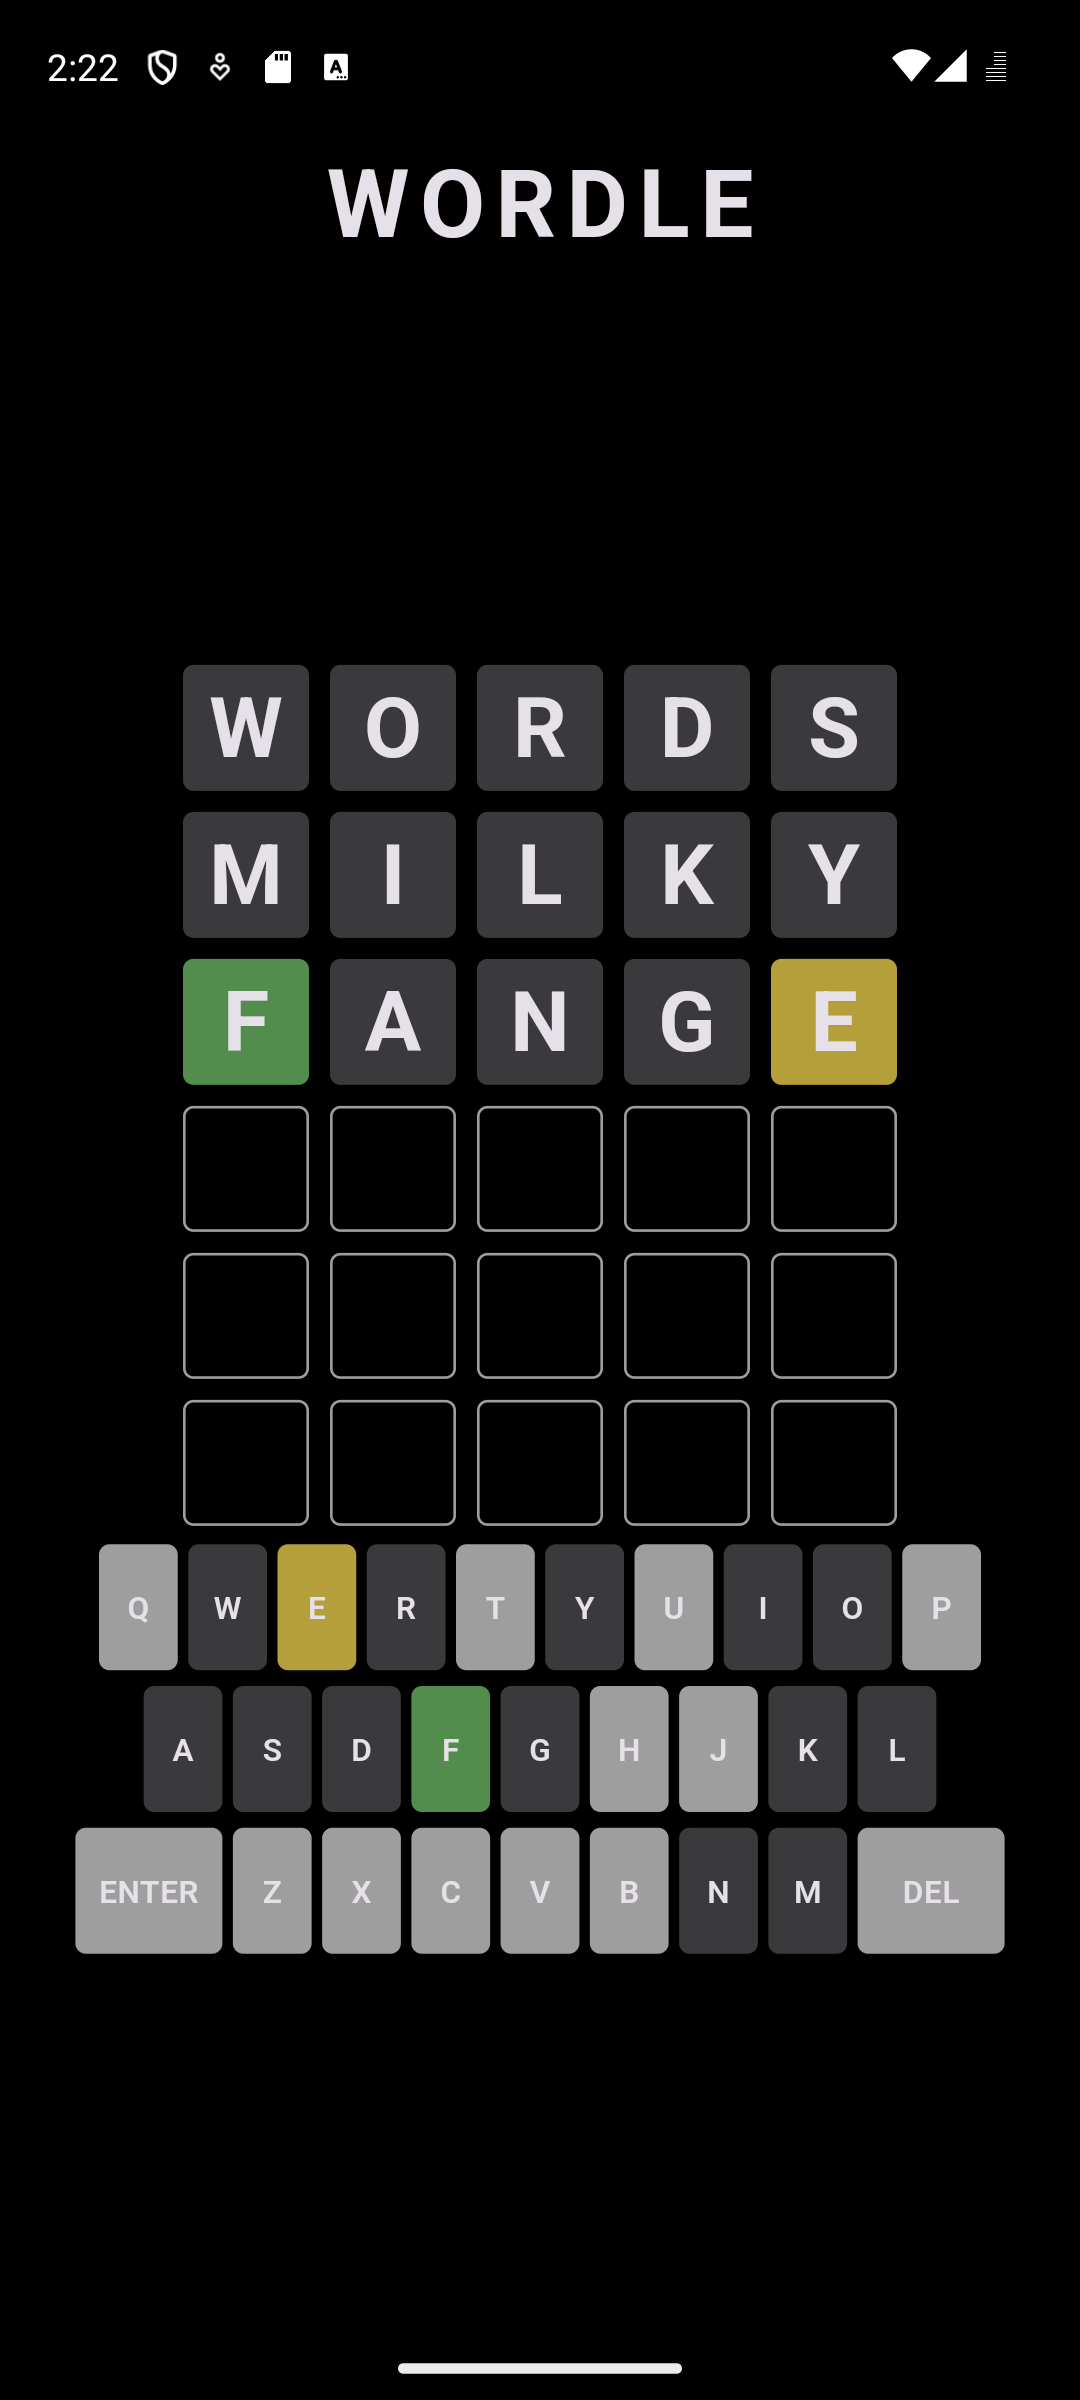 2:22
WORDLE
W O R D S
M I L K Y
F A N G E
Q W E R T Y U I O P
A S D F G H J K L
ENTER Z X C V B N M DEL